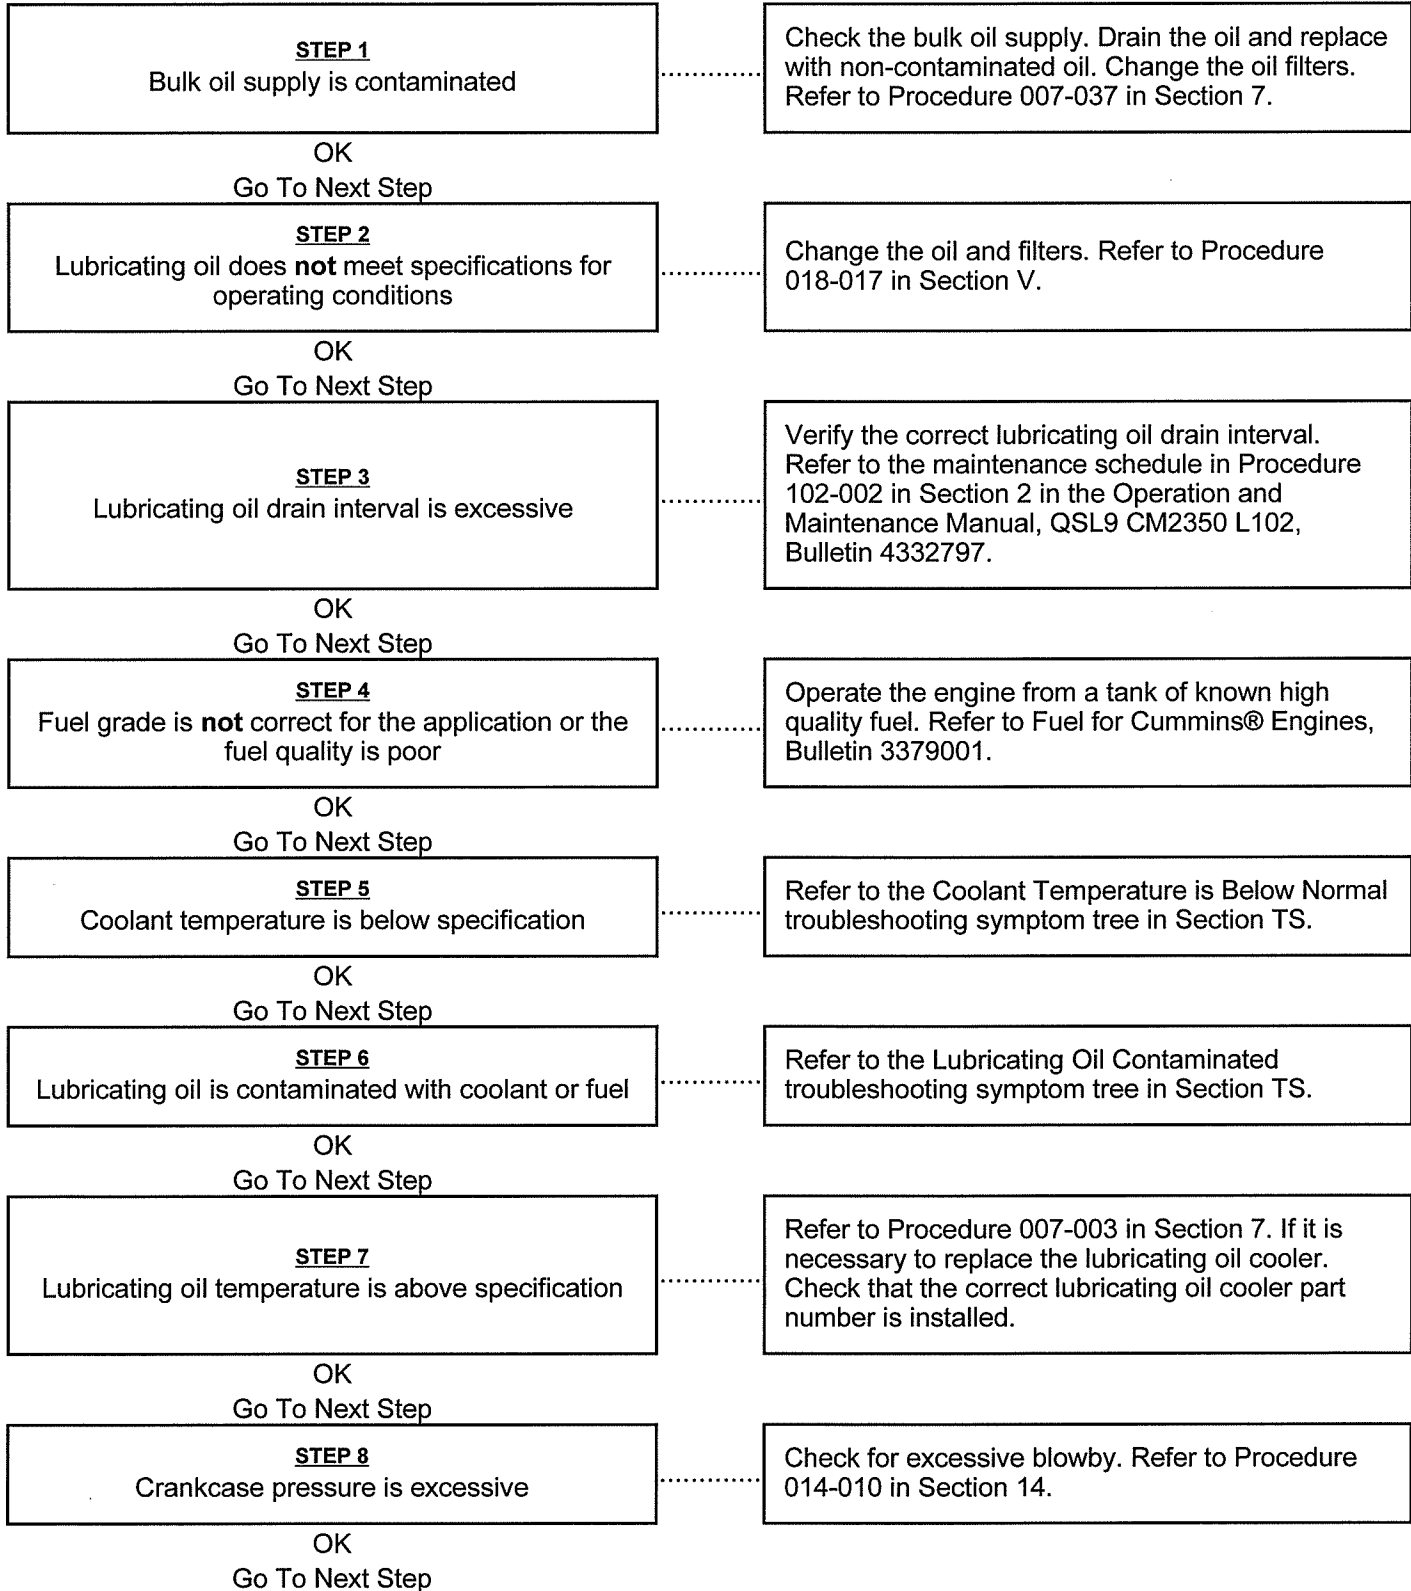 STEP 1
Bulk oil supply is contaminated
Check the bulk oil supply. Drain the oil and replace
with non-contaminated oil. Change the oil filters.
Refer to Procedure 007-037 in Section 7.
OK
Go To Next Step
STEP 2
Lubricating oil does not meet specifications for
operating conditions
Change the oil and filters. Refer to Procedure
018-017 in Section V.
OK
Go To Next Step
STEP 3
Lubricating oil drain interval is excessive
Verify the correct lubricating oil drain interval.
Refer to the maintenance schedule in Procedure
102-002 in Section 2 in the Operation and
Maintenance Manual, QSL9 CM2350 L102,
Bulletin 4332797.
OK
Go To Next Step
STEP 4
Fuel grade is not correct for the application or the
fuel quality is poor
Operate the engine from a tank of known high
quality fuel. Refer to Fuel for Cummins® Engines,
Bulletin 3379001.
OK
Go To Next Step
STEP 5
Coolant temperature is below specification
Refer to the Coolant Temperature is Below Normal
troubleshooting symptom tree in Section TS.
OK
Go To Next Step
STEP 6
Lubricating oil is contaminated with coolant or fuel
Refer to the Lubricating Oil Contaminated
troubleshooting symptom tree in Section TS.
OK
Go To Next Step
STEP 7
Lubricating oil temperature is above specification
Refer to Procedure 007-003 in Section 7. If it is
necessary to replace the lubricating oil cooler.
Check that the correct lubricating oil cooler part
number is installed.
OK
Go To Next Step
STEP 8
Crankcase pressure is excessive
Check for excessive blowby. Refer to Procedure
014-010 in Section 14.
OK
Go To Next Step